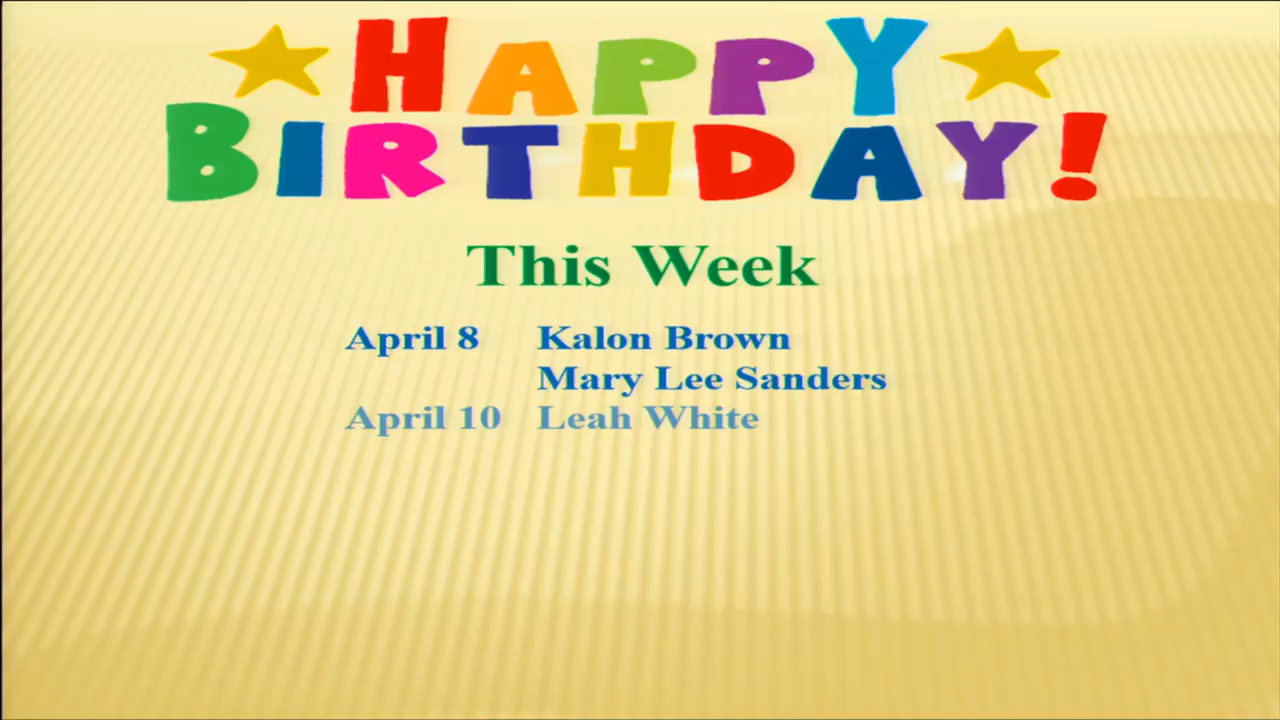 HAPPY
BIRTHDAY!
This Week
April 8 Kalon Brown
Mary Lee Sanders
April 10 Leah White